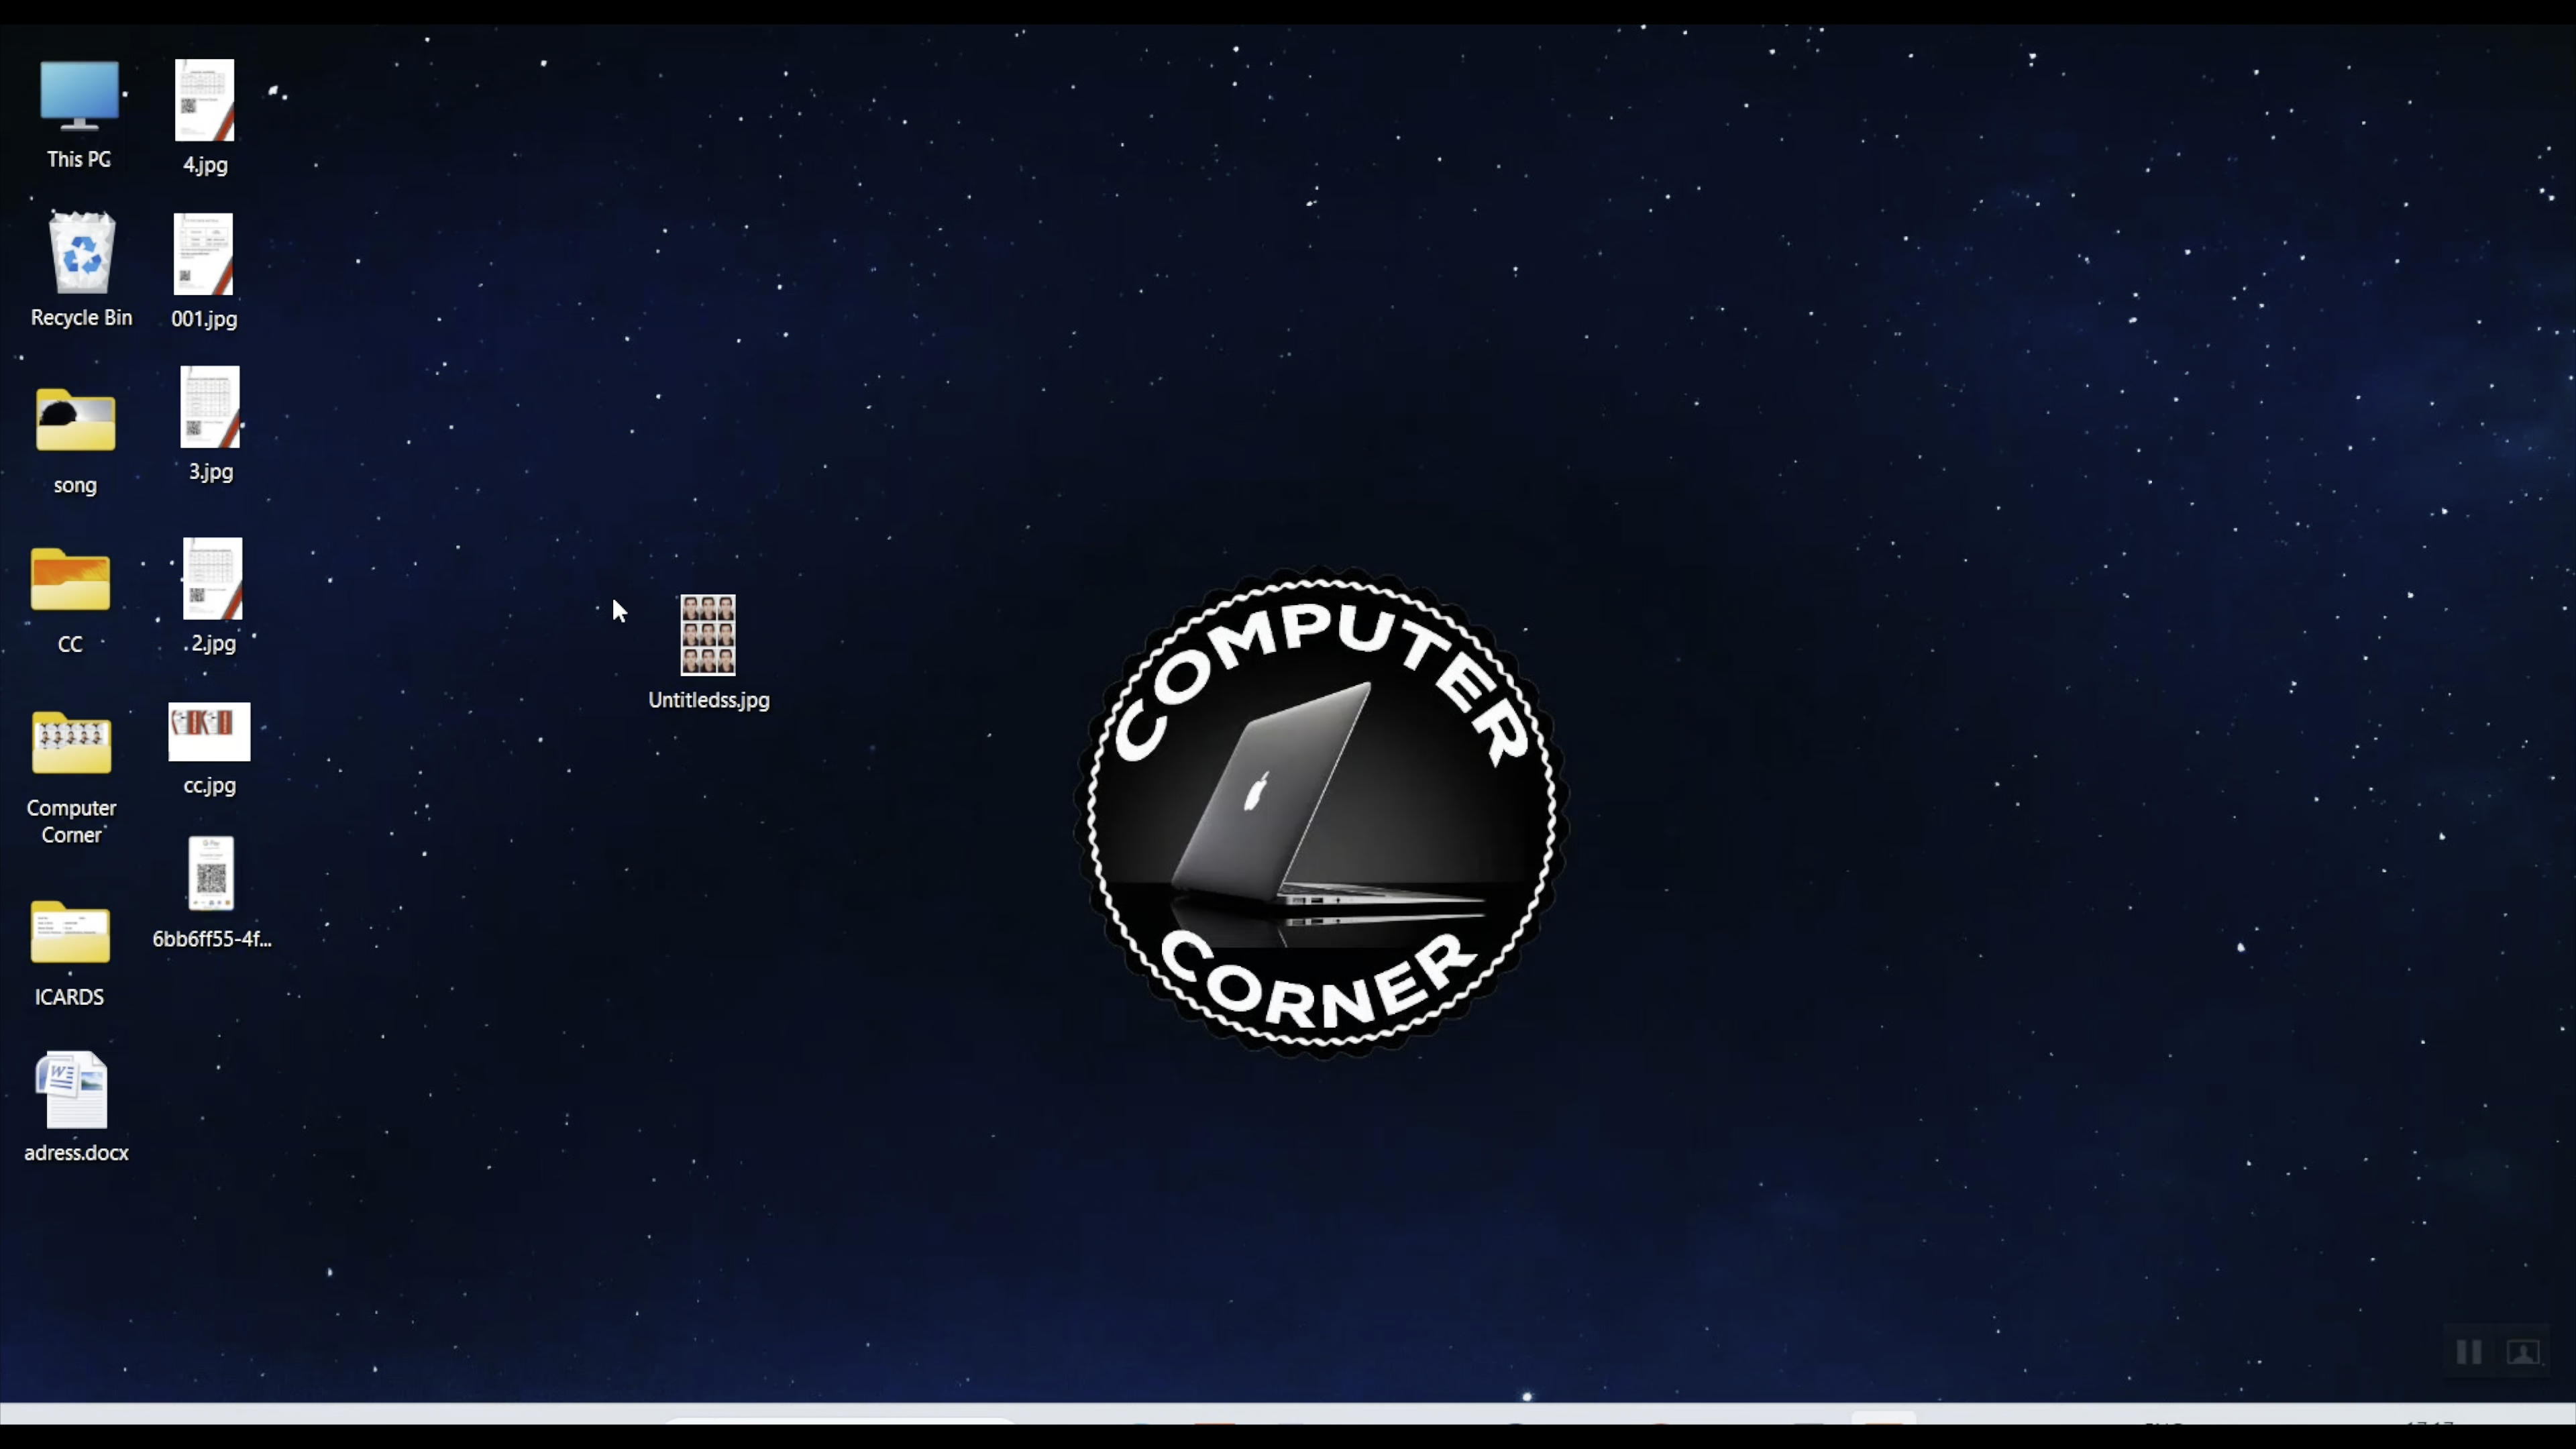 This PC
4.jpg
Recycle Bin
001.jpg
song
3.jpg
CC
2.jpg
Untitledss.jpg
Computer
Corner
cc.jpg
ICARDS
6bb6ff55-4f...
adress.docx
COMPUTER
CORNER